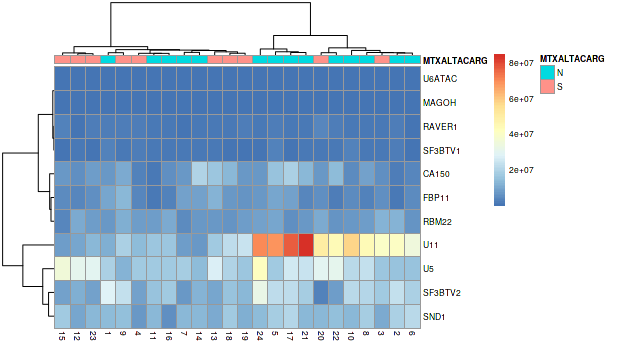 MTXALTACARG
U6ATAC
MAGOH
RAVER1
SF3BTV1
CA150
FBP11
RBM22
U11
U5
SF3BTV2
SND1
15 12 23 1 9 4 11 16 7 14 13 18 19 24 5 17 21 20 22 10 8 3 2 6
8e+07
6e+07
4e+07
2e+07
MTXALTACARG
N
S